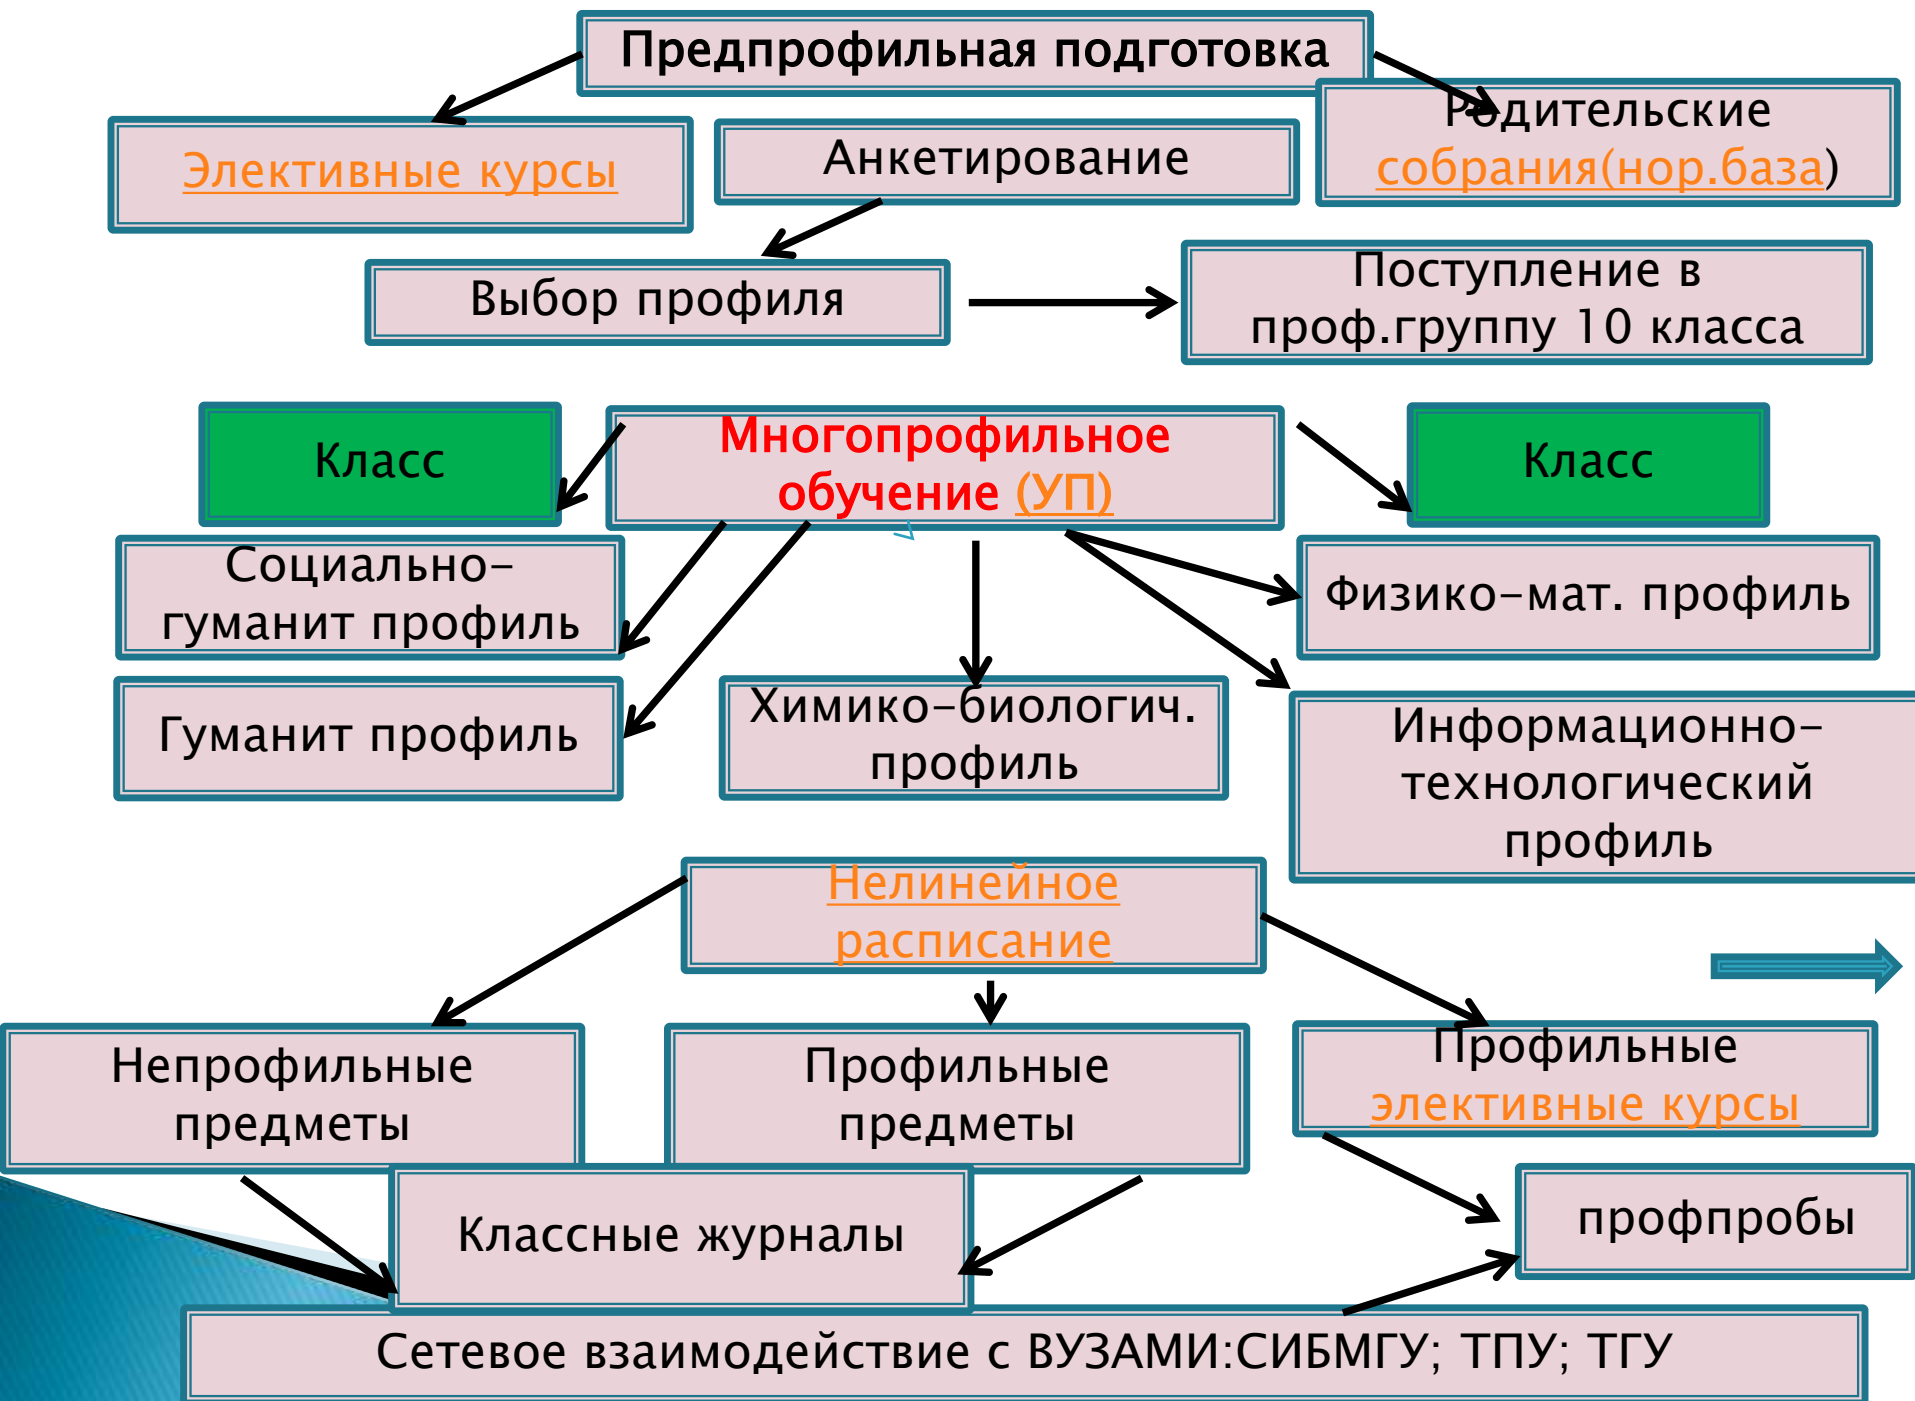 Предпрофильная подготовка
Элективные курсы
Анкетирование
Родительские
собрания(нор.база)
Выбор профиля
Поступление в
проф.группу 10 класса
Класс
Многопрофильное
обучение (УП)
Класс
Социально-
гуманит профиль
Физико-мат. профиль
Гуманит профиль
Химико-биологич.
профиль
Информационно-
технологический
профиль
Нелинейное
расписание
Непрофильные
предметы
Профильные
предметы
Профильные
элективные курсы
Классные журналы
профпробы
Сетевое взаимодействие с ВУЗАМИ:СИБМГУ; ТПУ; ТГУ